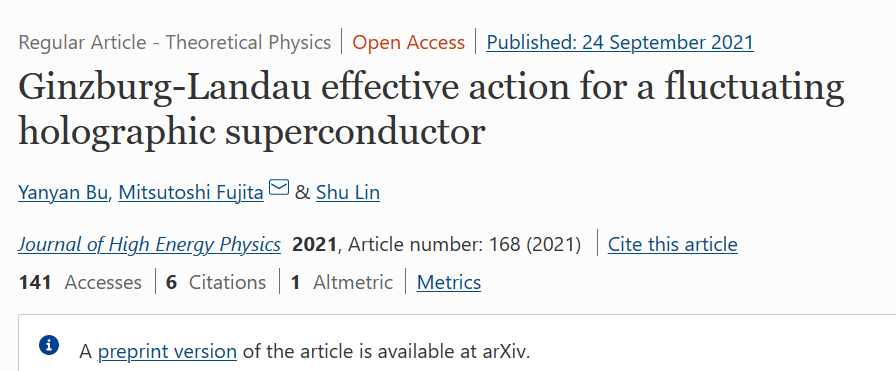 Regular Article - Theoretical Physics | Open Access | Published: 24 September 2021
Ginzburg-Landau effective action for a fluctuating
holographic superconductor
Yanyan Bu, Mitsutoshi Fujita & Shu Lin
Journal of High Energy Physics 2021, Article number: 168 (2021) | Cite this article
141 Accesses | 6 Citations | 1 Altmetric | Metrics
A preprint version of the article is available at arXiv.